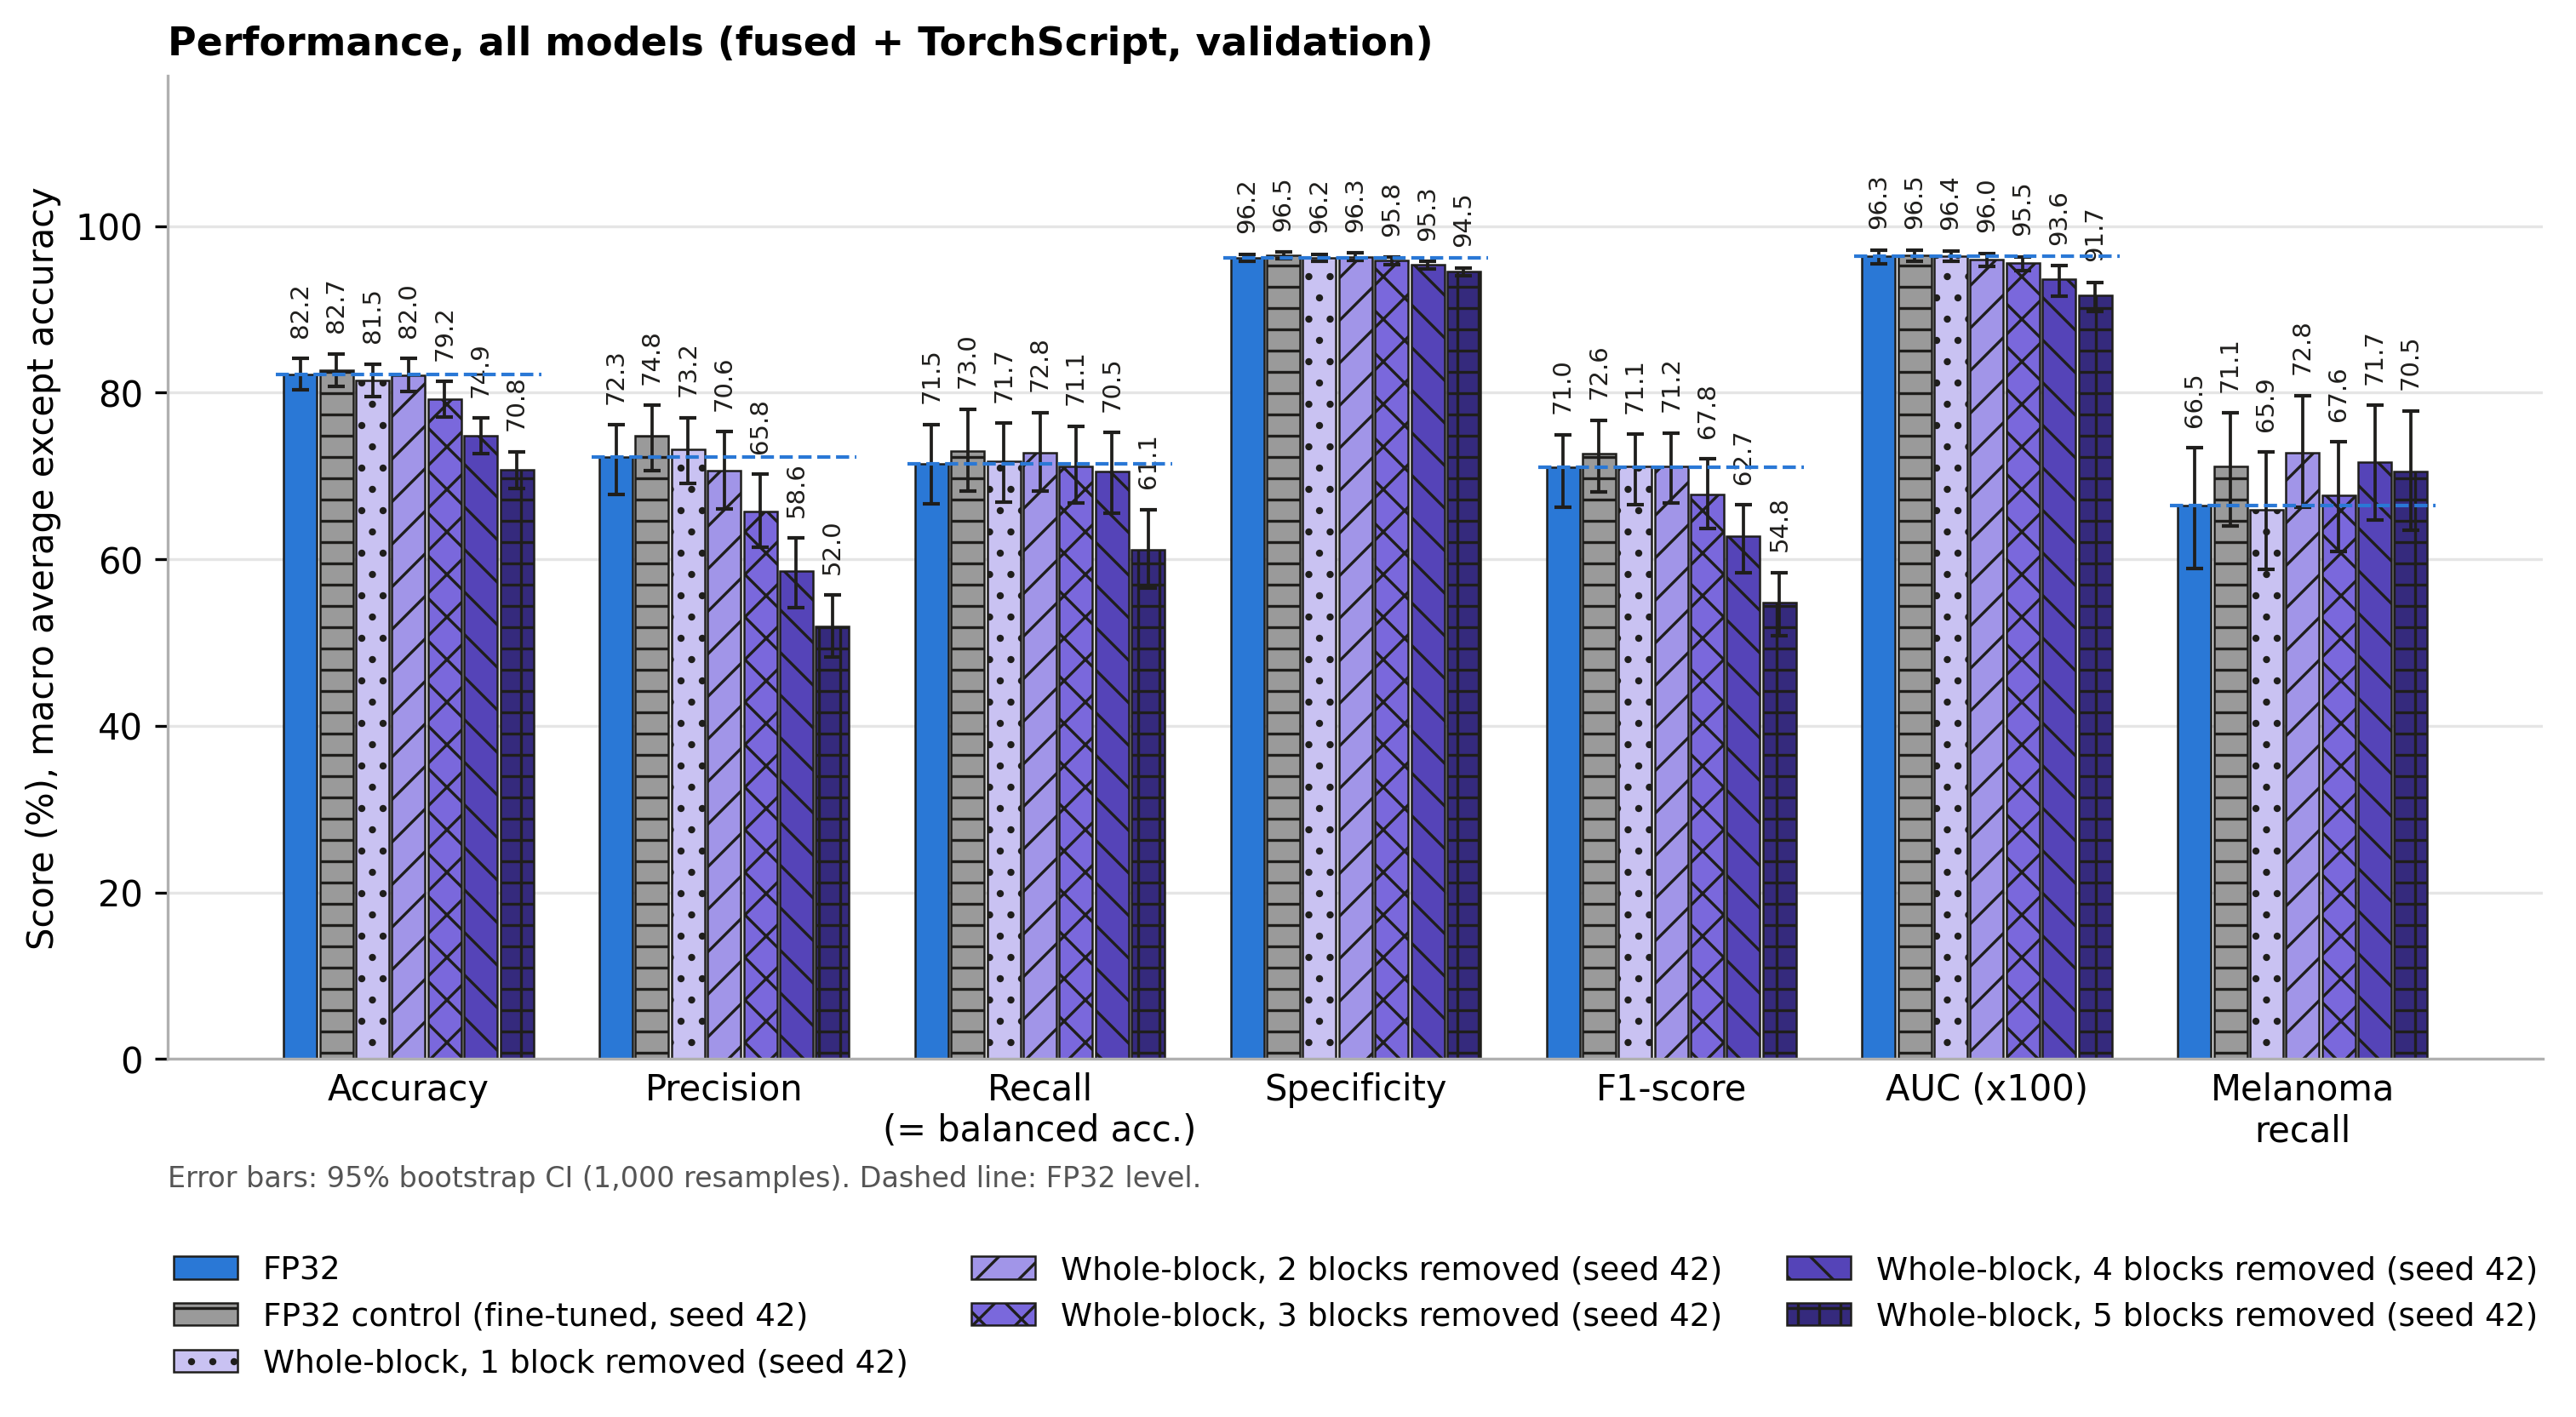 Performance, all models (fused + TorchScript, validation)
Score (%), macro average except accuracy
100
80
60
40
20
0
82.2 82.7 81.5 82.0 79.2 74.9 70.8
72.3 74.8 73.2 70.6 65.8 58.6 52.0
71.5 73.0 71.7 72.8 71.1 70.5 61.1
96.2 96.5 96.2 96.3 95.8 95.3 94.5
71.0 72.6 71.1 71.2 67.8 62.7 54.8
96.3 96.5 96.4 96.0 95.5 93.6 91.7
66.5 71.1 65.9 72.8 67.6 71.7 70.5
Accuracy
Precision
Recall
(= balanced acc.)
Specificity
F1-score
AUC (x100)
Melanoma
recall
Error bars: 95% bootstrap CI (1,000 resamples). Dashed line: FP32 level.
FP32
FP32 control (fine-tuned, seed 42)
Whole-block, 1 block removed (seed 42)
Whole-block, 2 blocks removed (seed 42)
Whole-block, 3 blocks removed (seed 42)
Whole-block, 4 blocks removed (seed 42)
Whole-block, 5 blocks removed (seed 42)